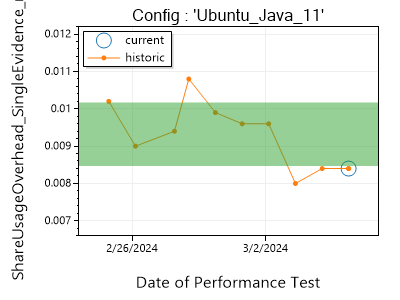 Config : 'Ubuntu_Java_11'
current
historic
0.012
0.011
0.01
0.009
0.008
0.007
2/26/2024
3/2/2024
Date of Performance Test
ShareUsageOverhead_SingleEvidence_